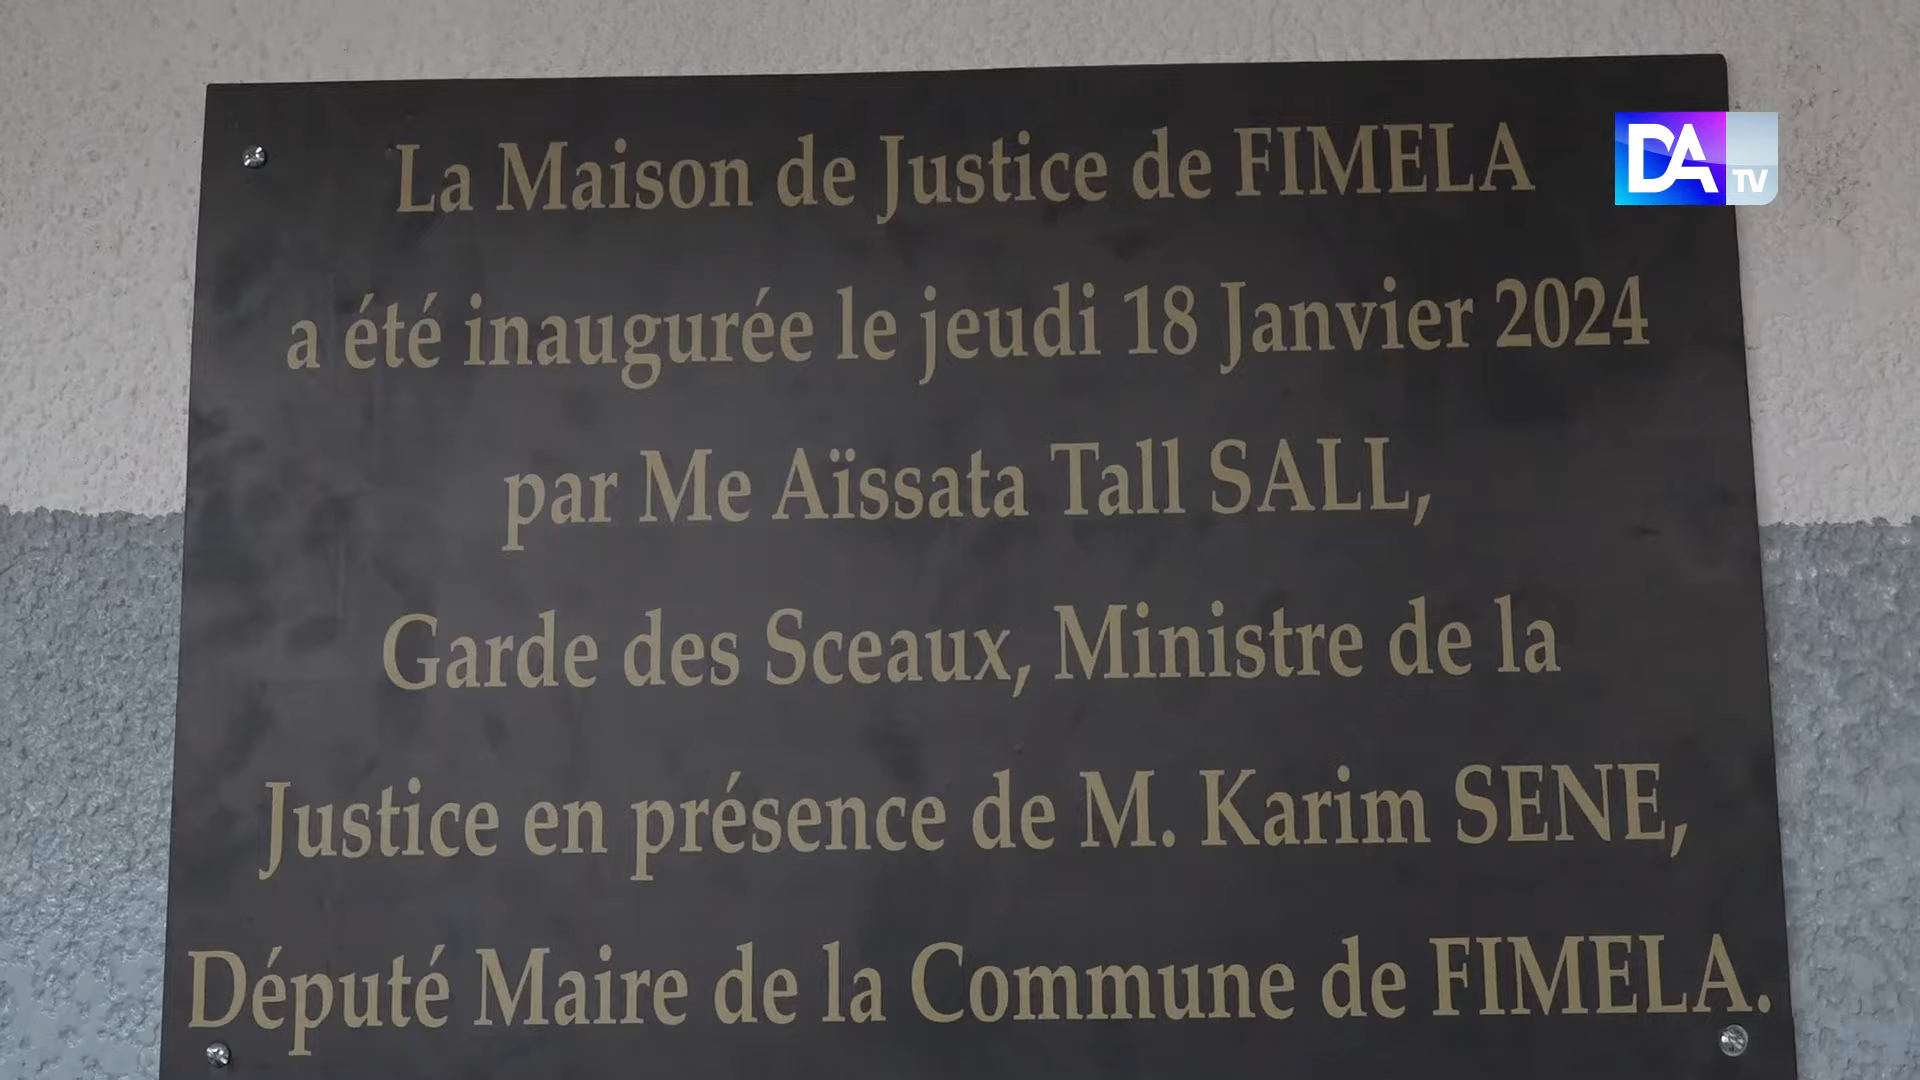 La Maison de Justice de FIMELA
DA TV
a été inaugurée le jeudi 18 Janvier 2024
par Me Aïssata Tall SALL,
Garde des Sceaux, Ministre de la
Justice en présence de M. Karim SENE,
Député Maire de la Commune de FIMELA.